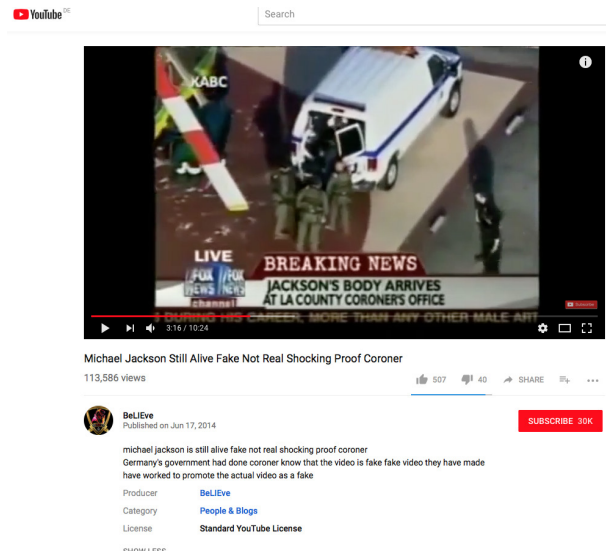 YouTube DE
Search
KABC
LIVE
BREAKING NEWS
FOX NEWS FOX NEWS
channel
JACKSON'S BODY ARRIVES
AT LA COUNTY CORONER'S OFFICE
Subscribe
S DURING HIS CAREER, MORE THAN ANY OTHER MALE ART
3:16 / 10:24
Michael Jackson Still Alive Fake Not Real Shocking Proof Coroner
113,586 views
507
40
SHARE
BeLIEve
Published on Jun 17, 2014
SUBSCRIBE 30K
michael jackson is still alive fake not real shocking proof coroner
Germany's government had done coroner know that the video is fake fake video they have made
have worked to promote the actual video as a fake
Producer BeLIEve
Category People & Blogs
License Standard YouTube License
SHOW LESS